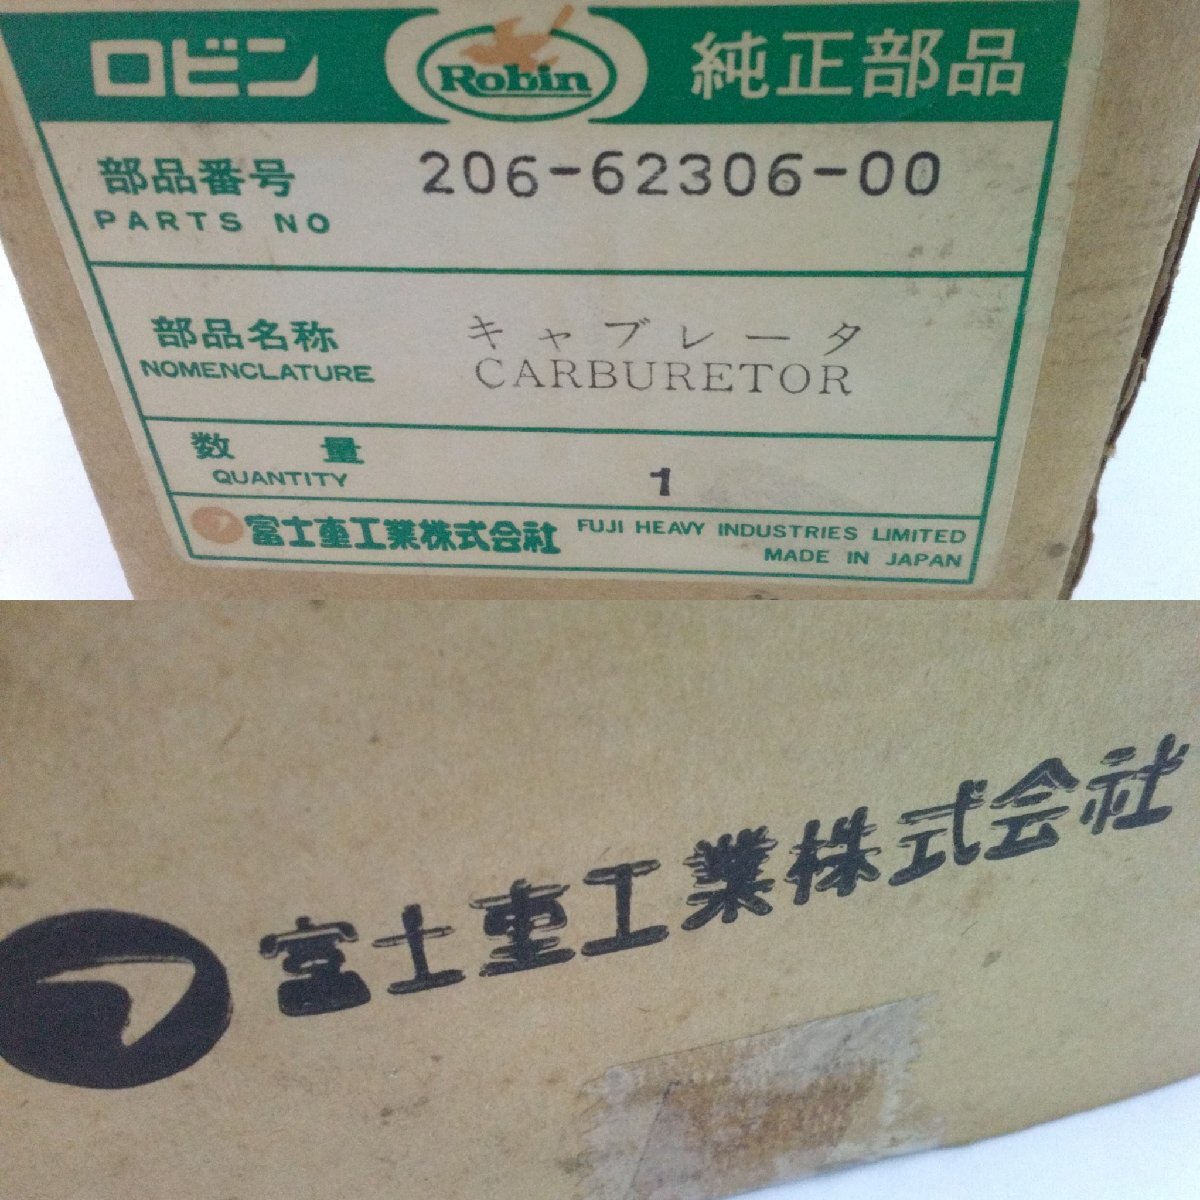 ロビン Robin 純正部品
部品番号 206-62306-00
PARTS NO
部品名称 キャブレータ
NOMENCLATURE CARBURETOR
数量
QUANTITY 1
富士重工業株式会社 FUJI HEAVY INDUSTRIES LIMITED
MADE IN JAPAN
富士重工業株式会社